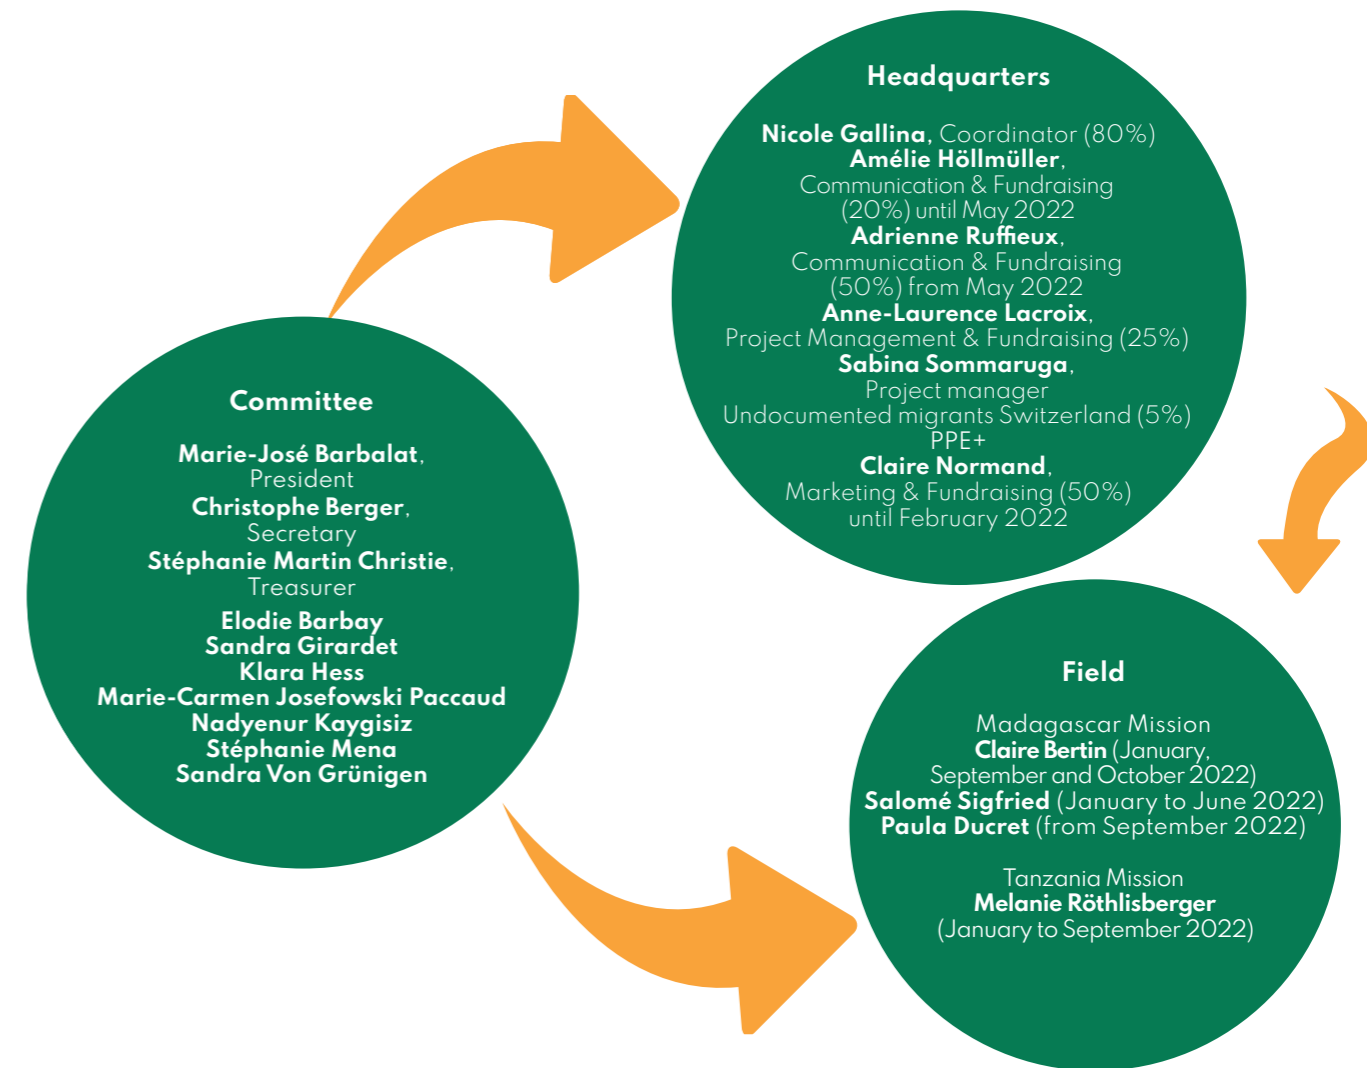 Headquarters
Nicole Gallina, Coordinator (80%)
Amélie Höllmüller,
Communication & Fundraising
(20%) until May 2022
Adrienne Ruffieux,
Communication & Fundraising
(50%) from May 2022
Anne-Laurence Lacroix,
Project Management & Fundraising (25%)
Sabina Sommaruga,
Project manager
Undocumented migrants Switzerland (5%)
PPE+
Claire Normand,
Marketing & Fundraising (50%)
until February 2022
Committee
Marie-José Barbalat,
President
Christophe Berger,
Secretary
Stéphanie Martin Christie,
Treasurer
Elodie Barbay
Sandra Girardet
Klara Hess
Marie-Carmen Josefowski Paccaud
Nadyenur Kaygisiz
Stéphanie Mena
Sandra Von Grünigen
Field
Madagascar Mission
Claire Bertin (January,
September and October 2022)
Salomé Sigfried (January to June 2022)
Paula Ducret (from September 2022)
Tanzania Mission
Melanie Röthlisberger
(January to September 2022)